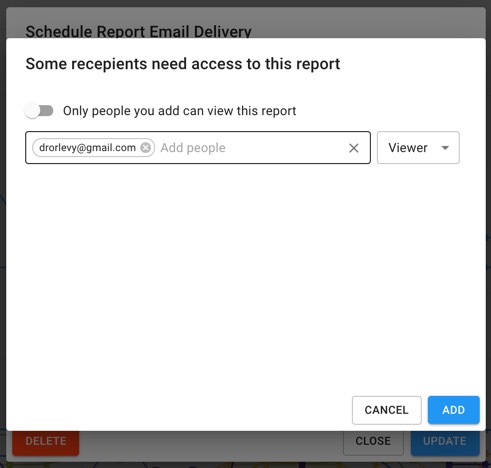 Schedule Report Email Delivery
Some recepients need access to this report
Only people you add can view this report
drorlevy@gmail.com Add people Viewer
CANCEL ADD
DELETE CLOSE UPDATE